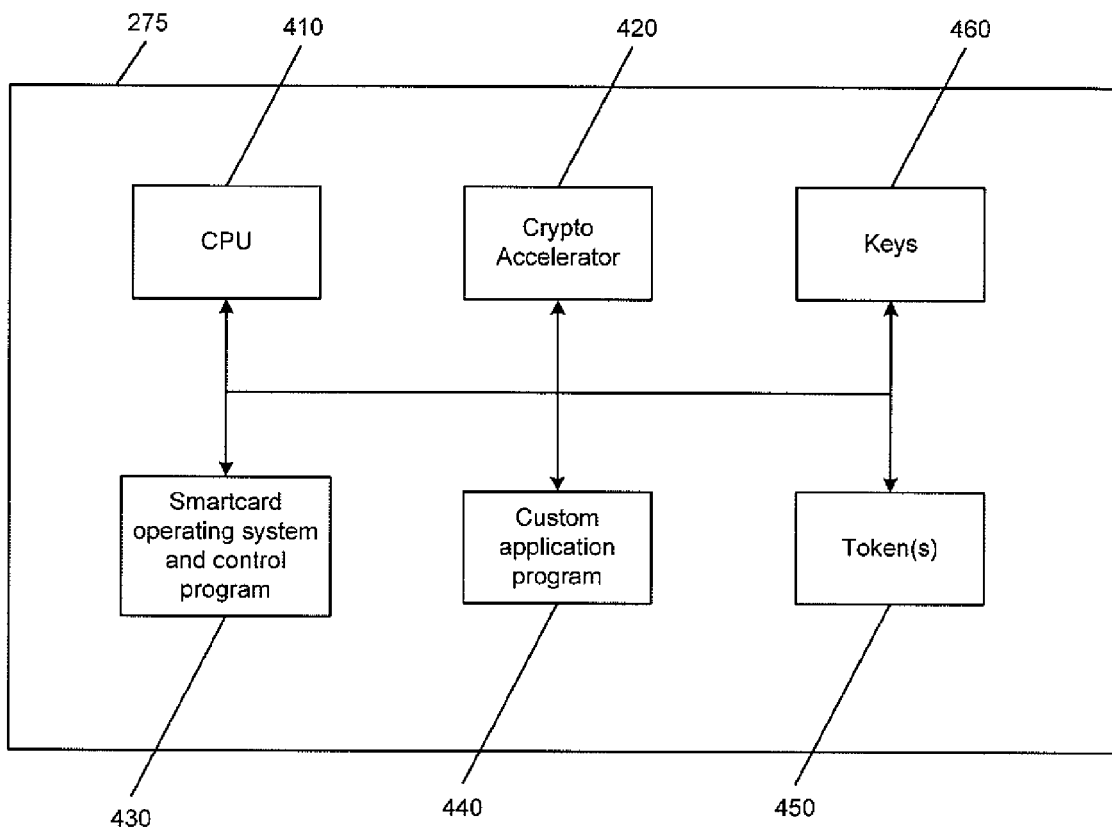 275
410
420
460
CPU
Crypto
Accelerator
Keys
Smartcard
operating system
and control
program
Custom
application
program
Token(s)
430
440
450